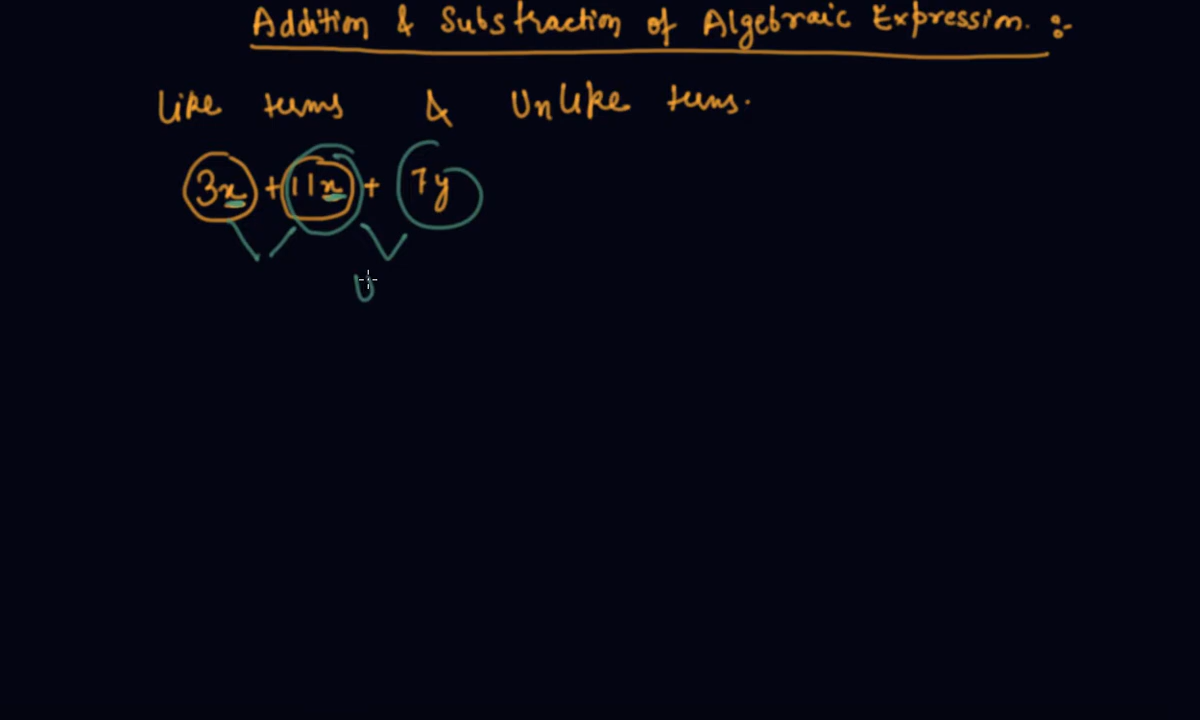 Addition & Substraction of Algebraic Expression. :-
Like terms & Unlike terms.
3x + 11x + 7y
U